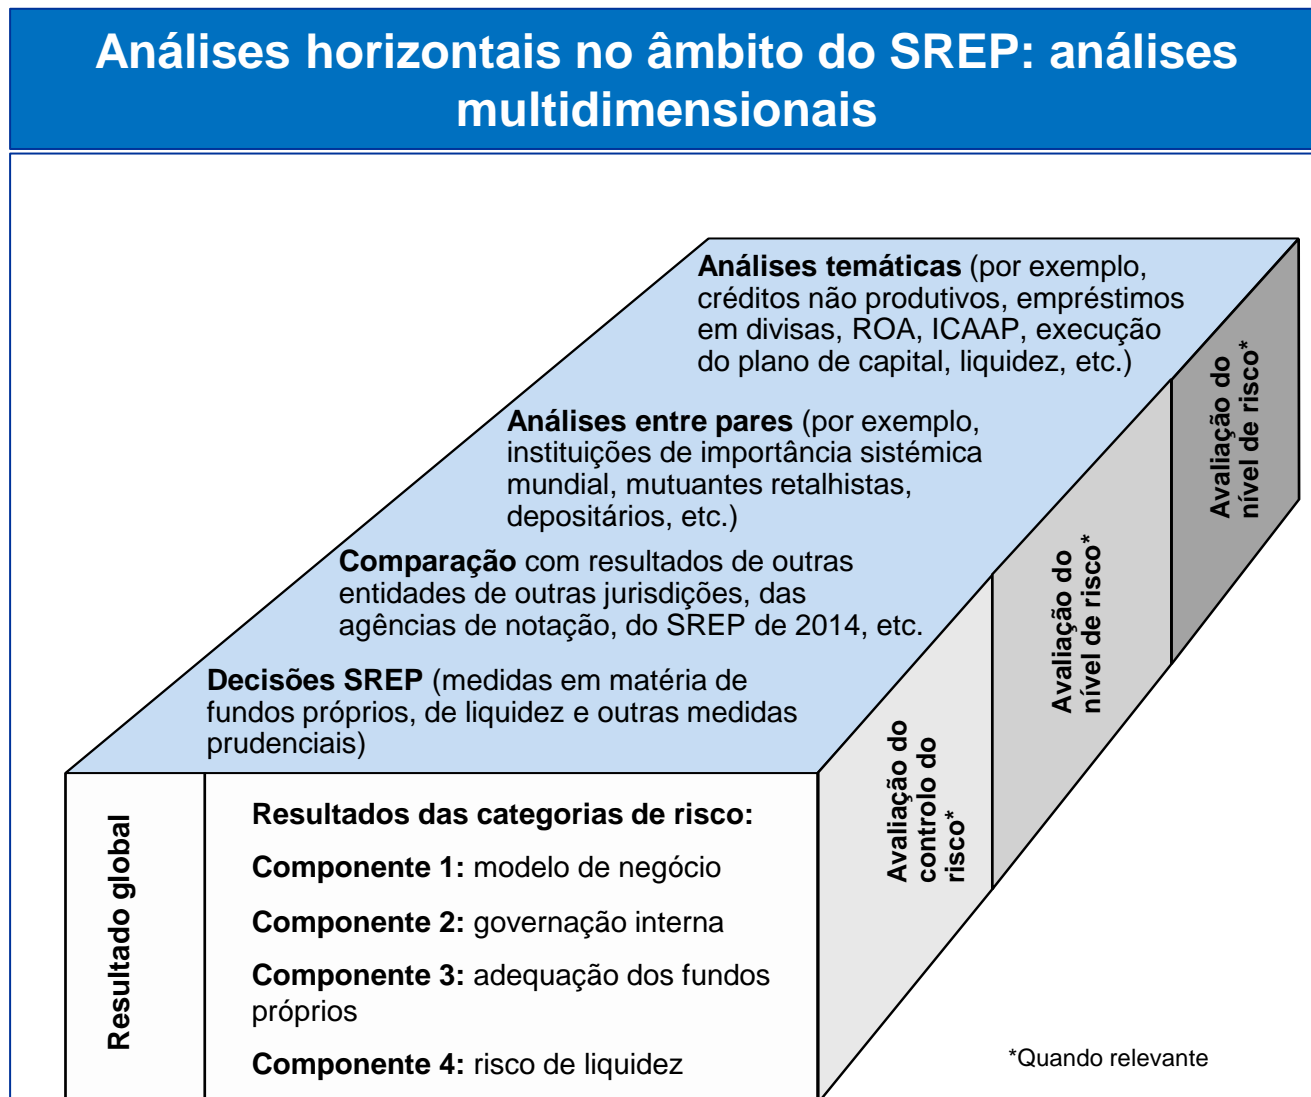 Análises horizontais no âmbito do SREP: análises
multidimensionais
Análises temáticas (por exemplo,
créditos não produtivos, empréstimos
em divisas, ROA, ICAAP, execução
do plano de capital, liquidez, etc.)
Análises entre pares (por exemplo,
instituições de importância sistémica
mundial, mutuantes retalhistas,
depositários, etc.)
Comparação com resultados de outras
entidades de outras jurisdições, das
agências de notação, do SREP de 2014, etc.
Decisões SREP (medidas em matéria de
fundos próprios, de liquidez e outras medidas
prudenciais)
Resultado global
Resultados das categorias de risco:
Componente 1: modelo de negócio
Componente 2: governação interna
Componente 3: adequação dos fundos
próprios
Componente 4: risco de liquidez
Avaliação do
controlo do
risco*
Avaliação do
nível de risco*
Avaliação do
nível de risco*
*Quando relevante